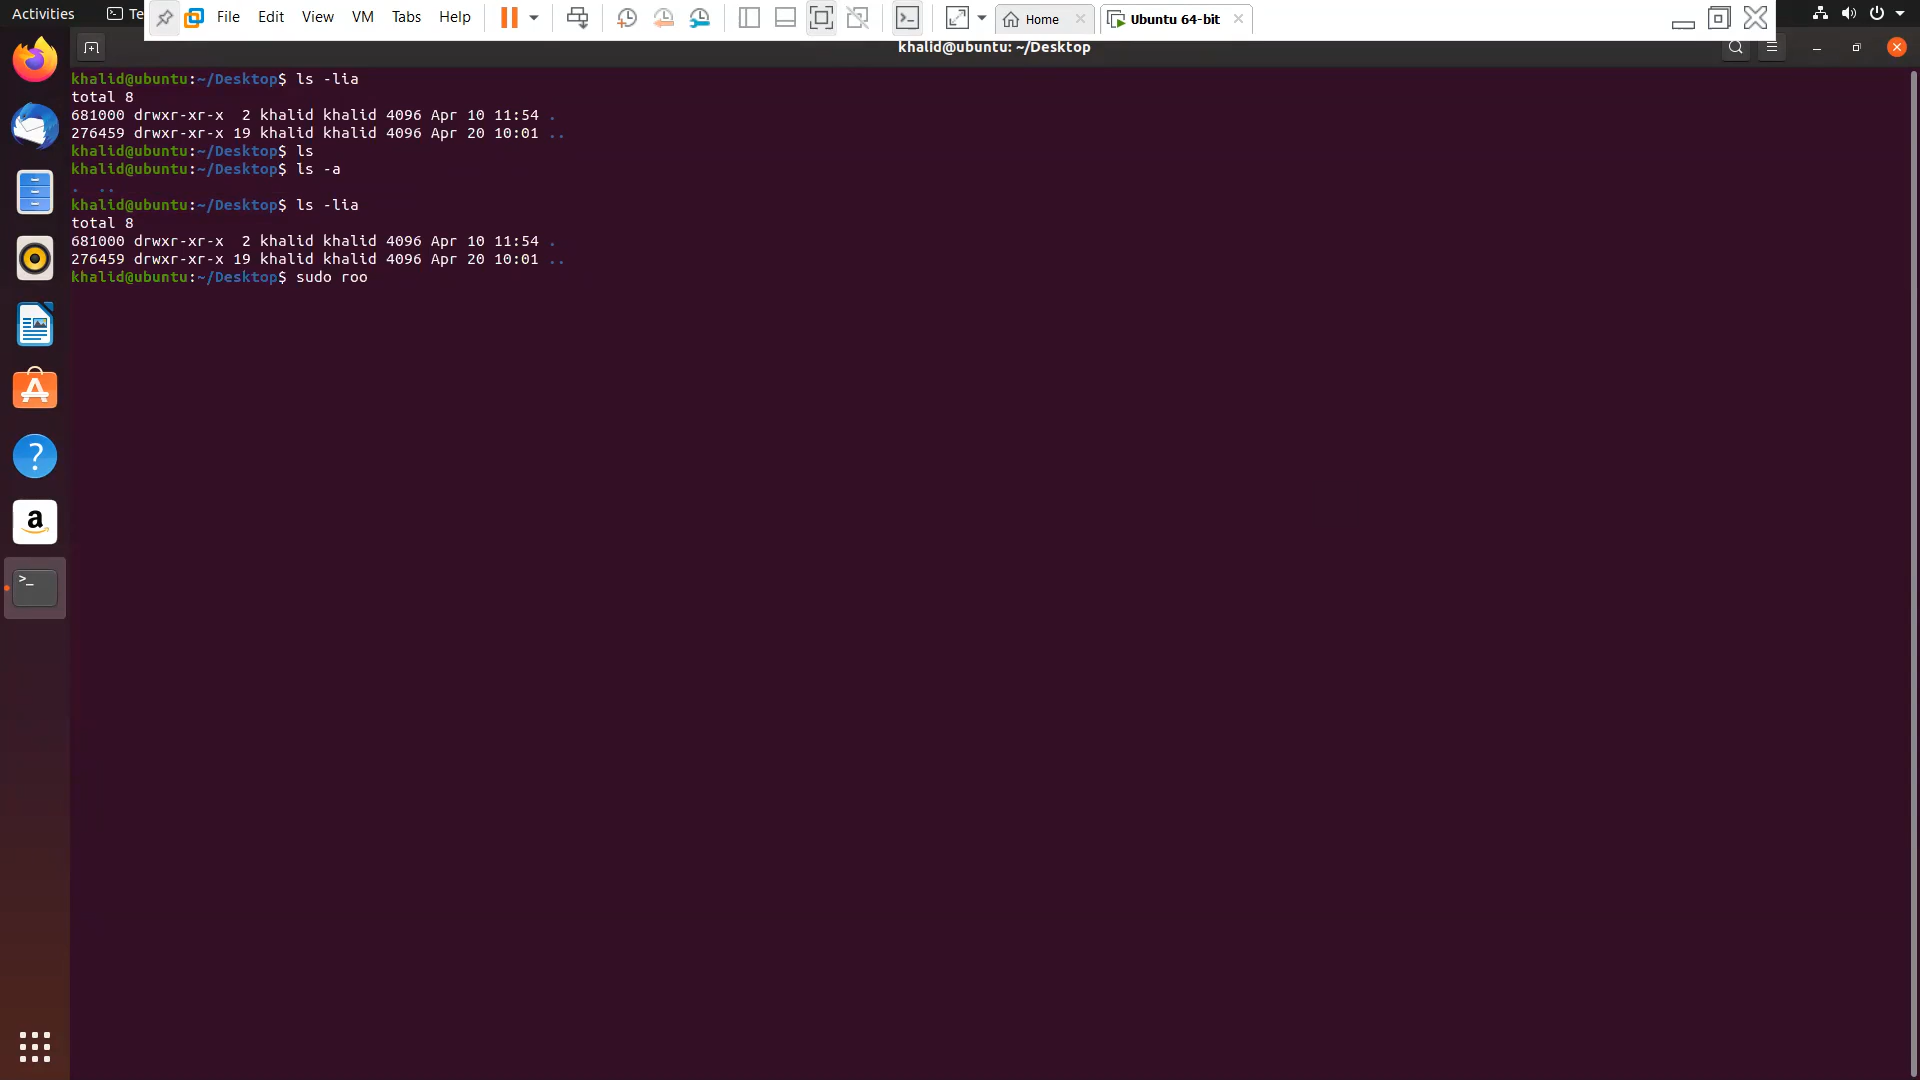 Activities
Te
File Edit View VM Tabs Help
Home
Ubuntu 64-bit
khalid@ubuntu: ~/Desktop
khalid@ubuntu:~/Desktop$ ls -lia
total 8
681000 drwxr-xr-x  2 khalid khalid 4096 Apr 10 11:54 .
276459 drwxr-xr-x 19 khalid khalid 4096 Apr 20 10:01 ..
khalid@ubuntu:~/Desktop$ ls
khalid@ubuntu:~/Desktop$ ls -a
.  ..
khalid@ubuntu:~/Desktop$ ls -lia
total 8
681000 drwxr-xr-x  2 khalid khalid 4096 Apr 10 11:54 .
276459 drwxr-xr-x 19 khalid khalid 4096 Apr 20 10:01 ..
khalid@ubuntu:~/Desktop$ sudo roo